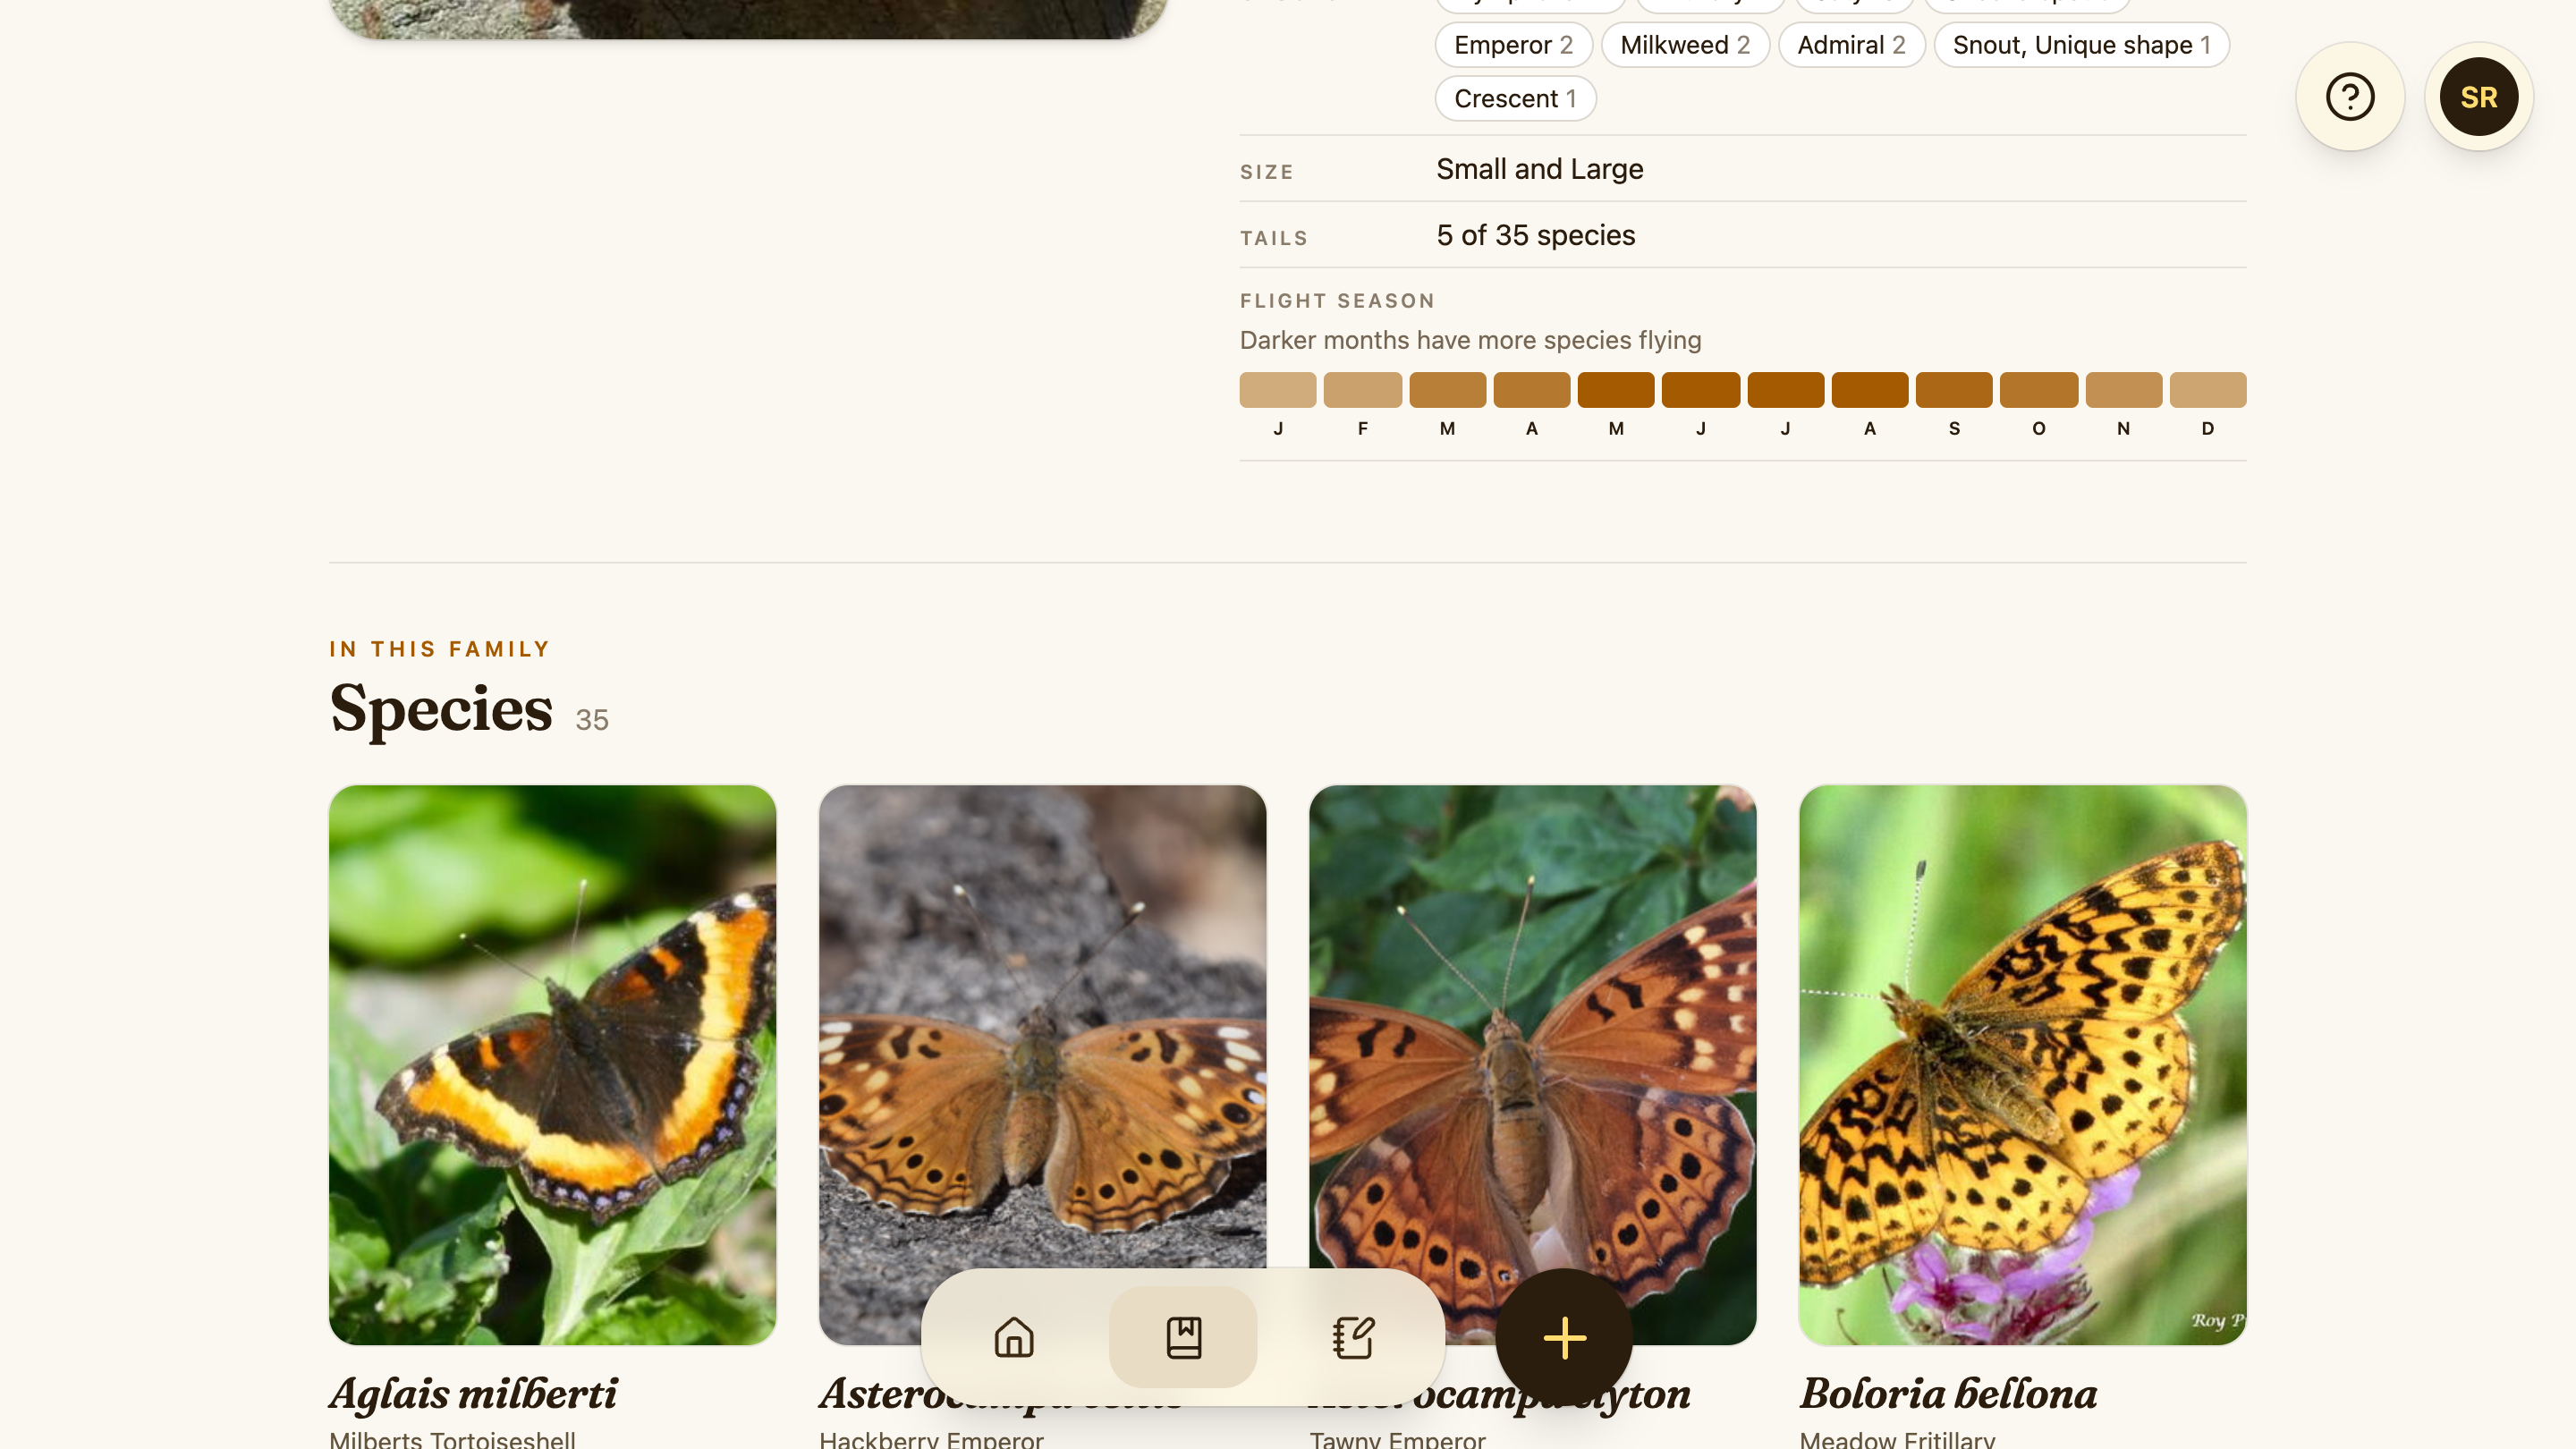 Emperor 2 Milkweed 2 Admiral 2 Snout, Unique shape 1
Crescent 1
SR
SIZE Small and Large
TAILS 5 of 35 species
FLIGHT SEASON
Darker months have more species flying
J F M A M J J A S O N D
IN THIS FAMILY
Species 35
Roy
Aglais milberti
Boloria bellona
Milberts Tortoiseshell
Hackberry Emperor
Tawny Emperor
Meadow Fritillary